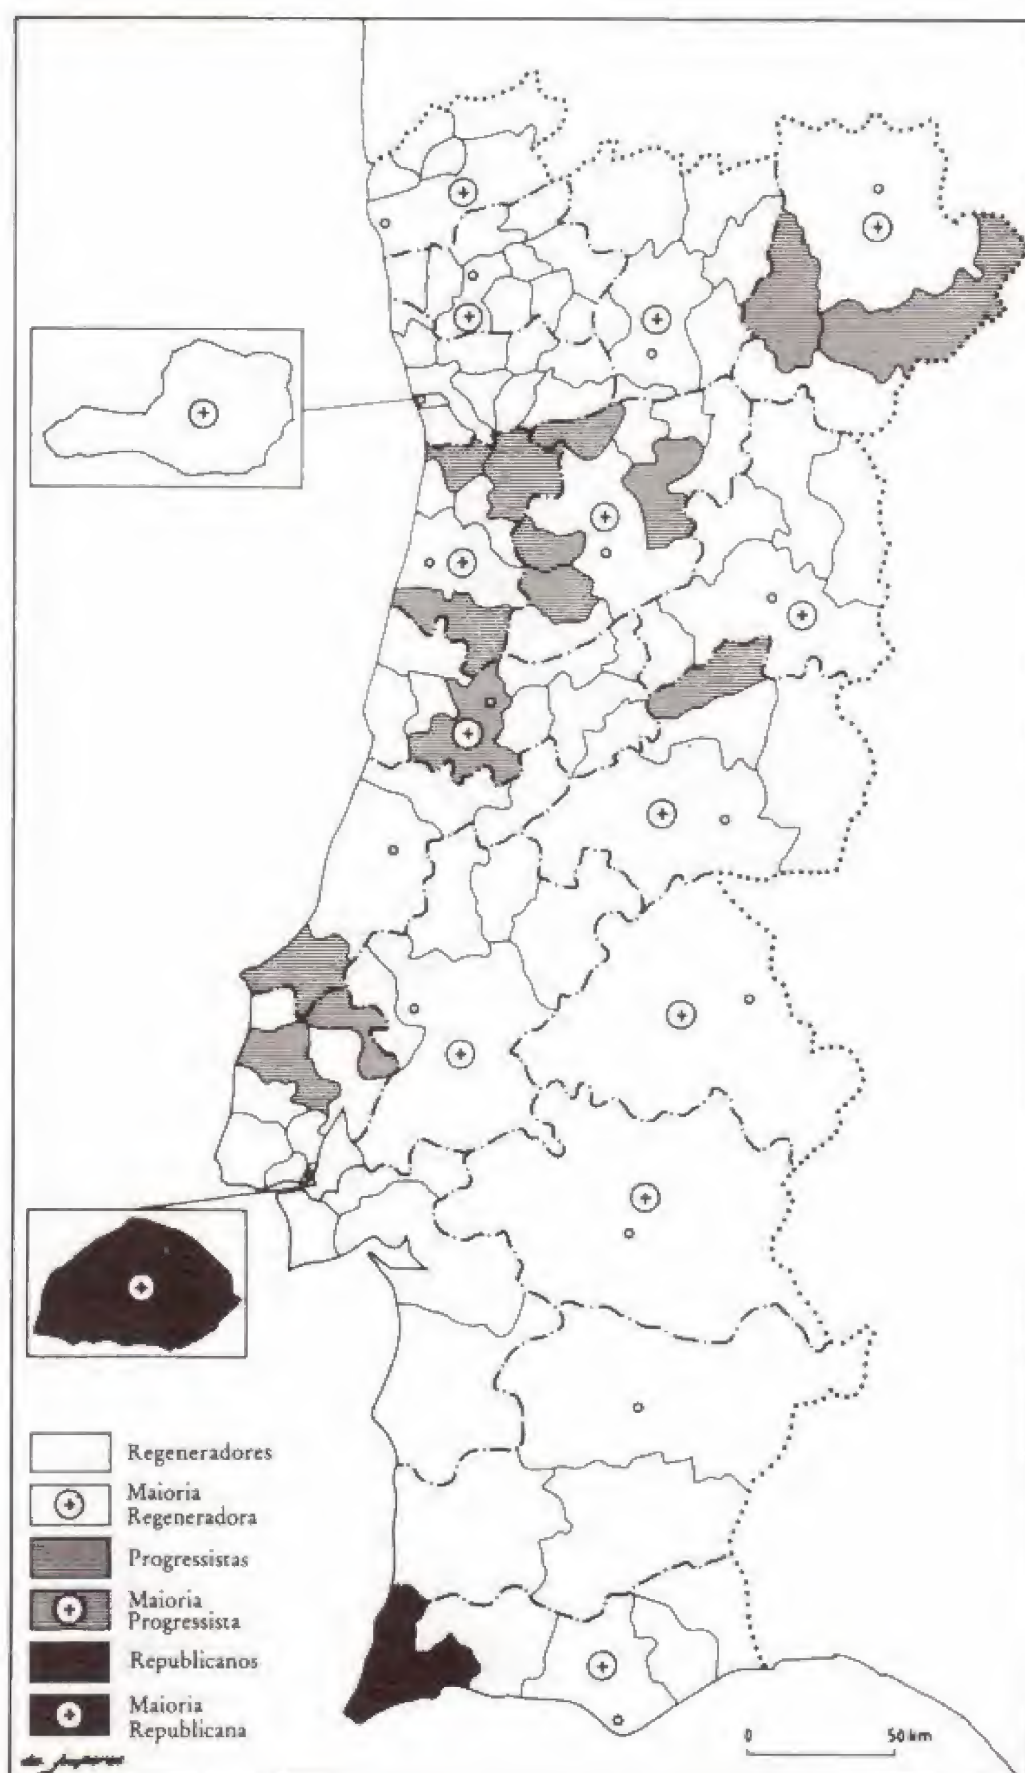 Regeneradores
Maioria
Regeneradora
Progressistas
Maioria
Progressista
Republicanos
Maioria
Republicana
0 50 km